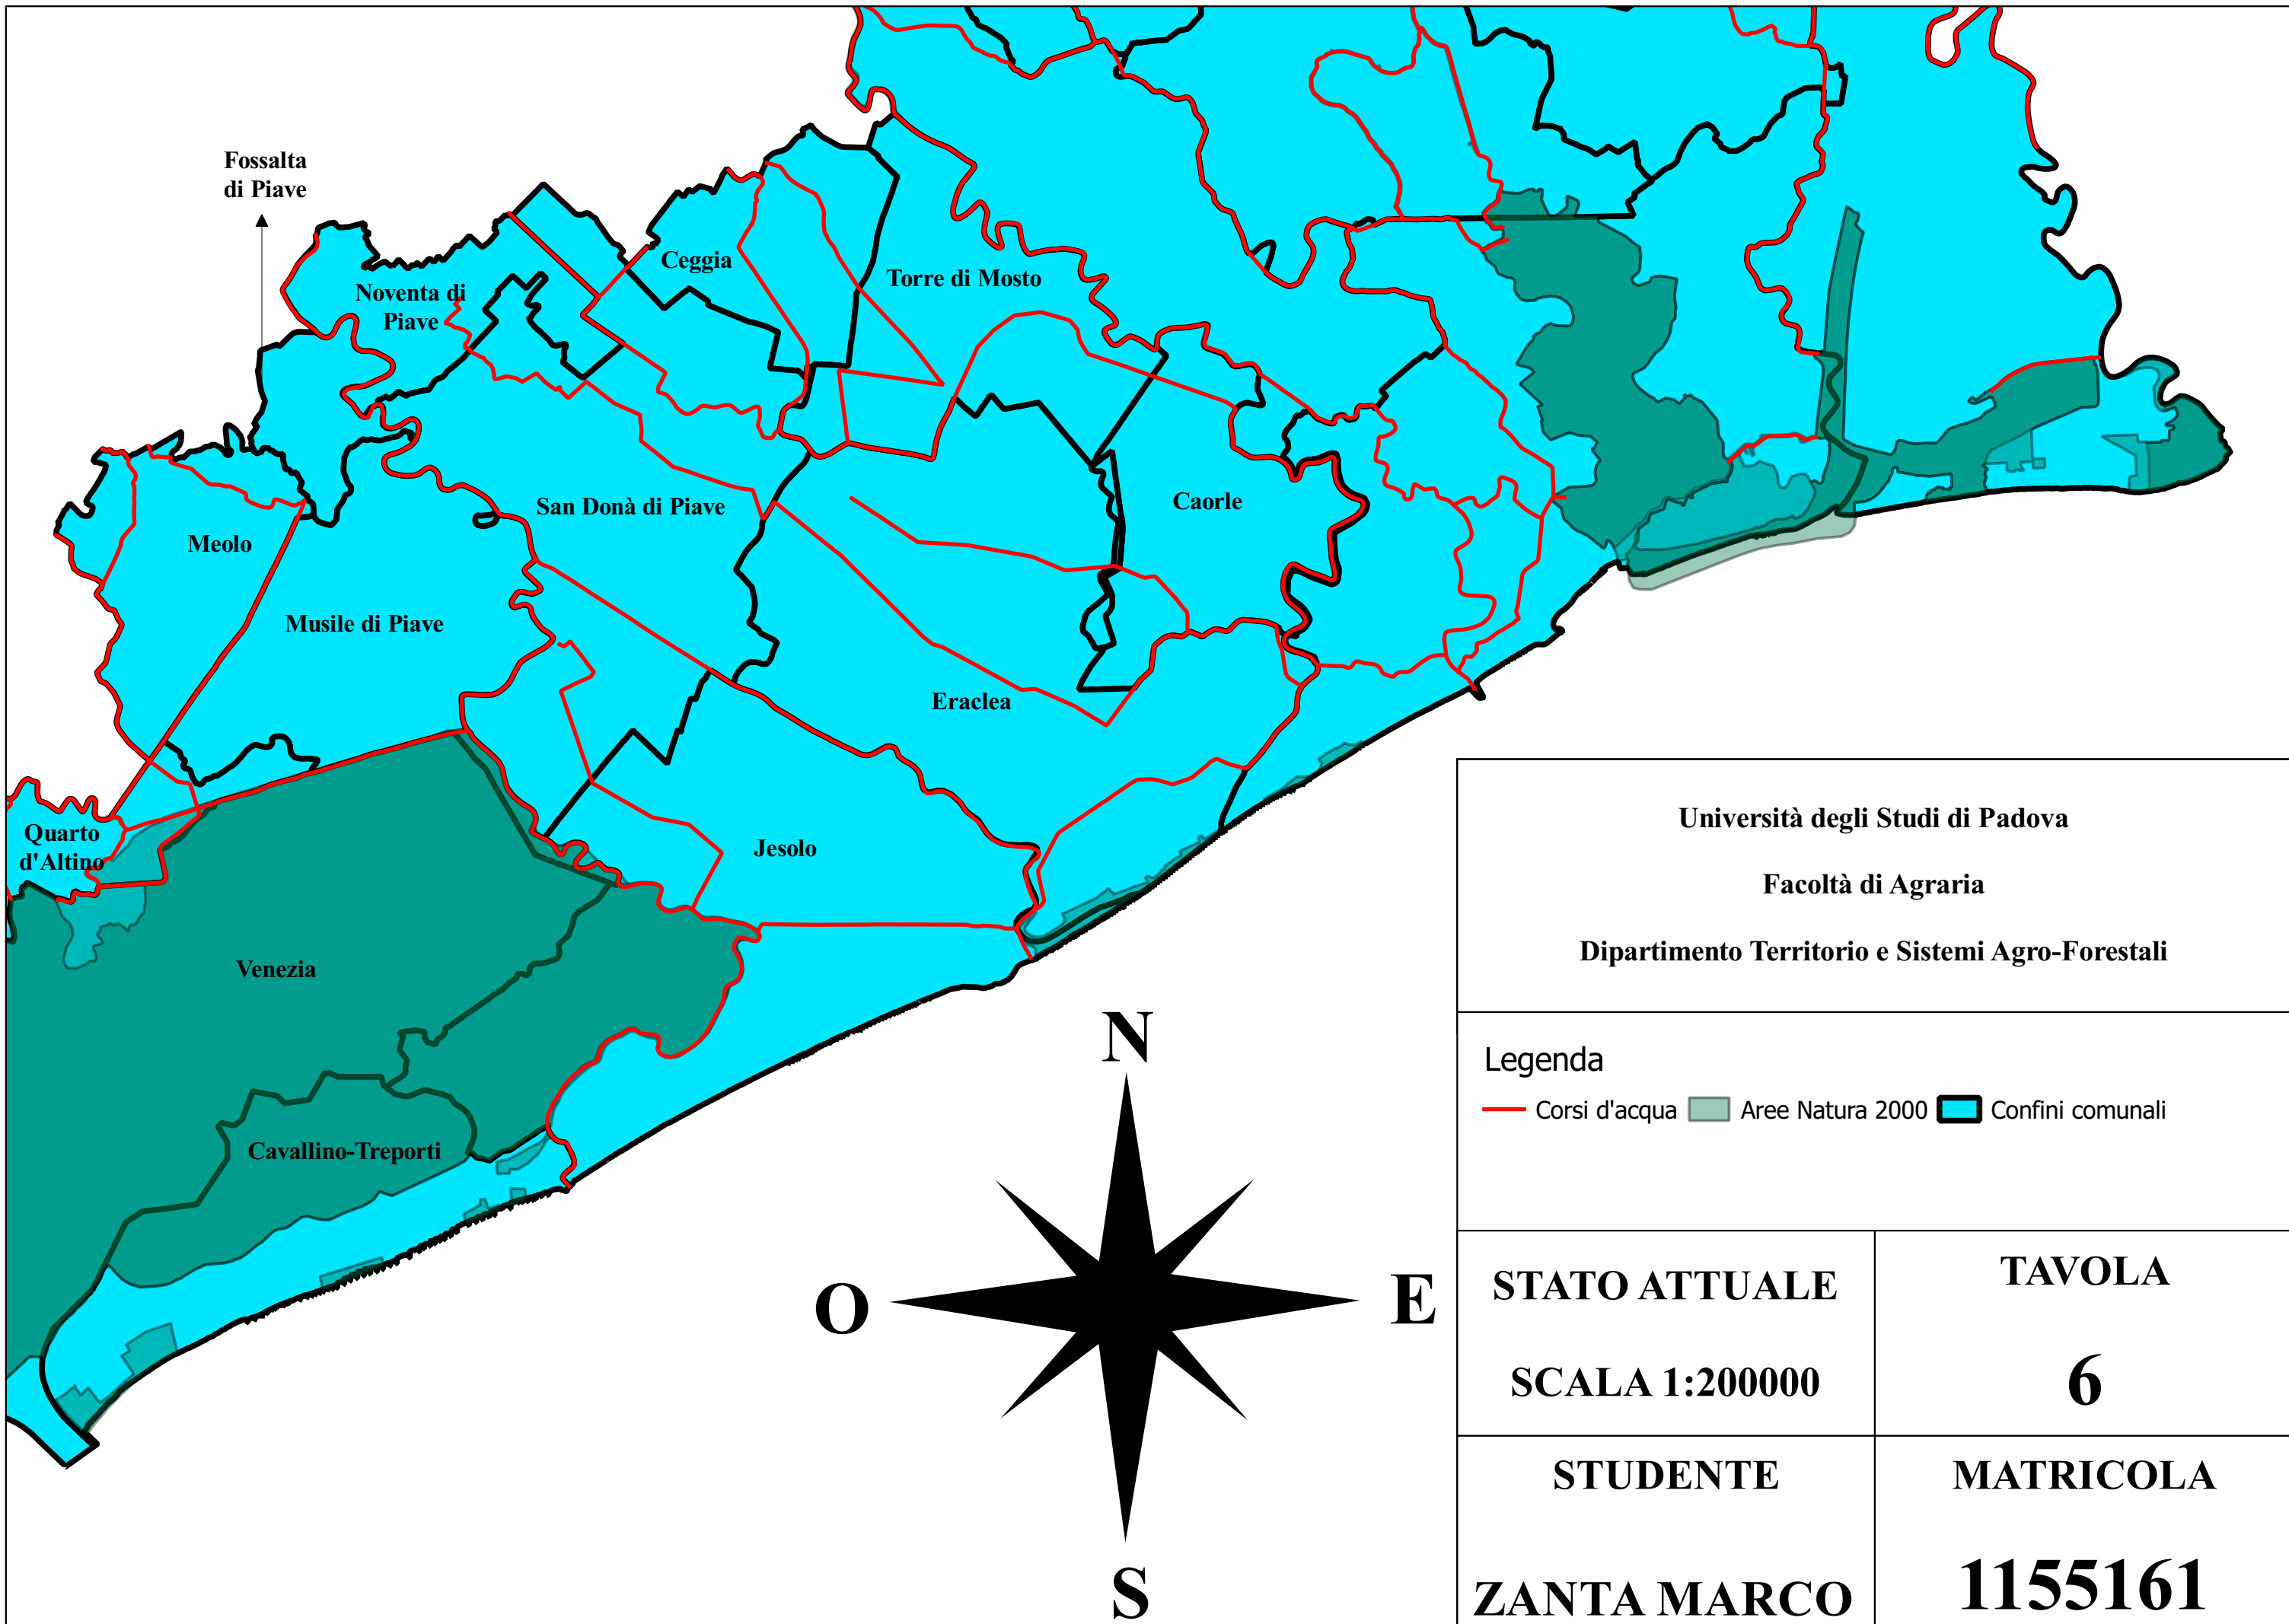 Fossalta
di Piave
Noventa di
Piave
Ceggia
Torre di Mosto
San Donà di Piave
Caorle
Meolo
Musile di Piave
Eraclea
Quarto
d'Altino
Jesolo
Venezia
Cavallino-Treporti
N
O
E
S
Università degli Studi di Padova
Facoltà di Agraria
Dipartimento Territorio e Sistemi Agro-Forestali
Legenda
Corsi d'acqua Aree Natura 2000 Confini comunali
STATO ATTUALE
SCALA 1:200000
TAVOLA
6
STUDENTE
ZANTA MARCO
MATRICOLA
1155161